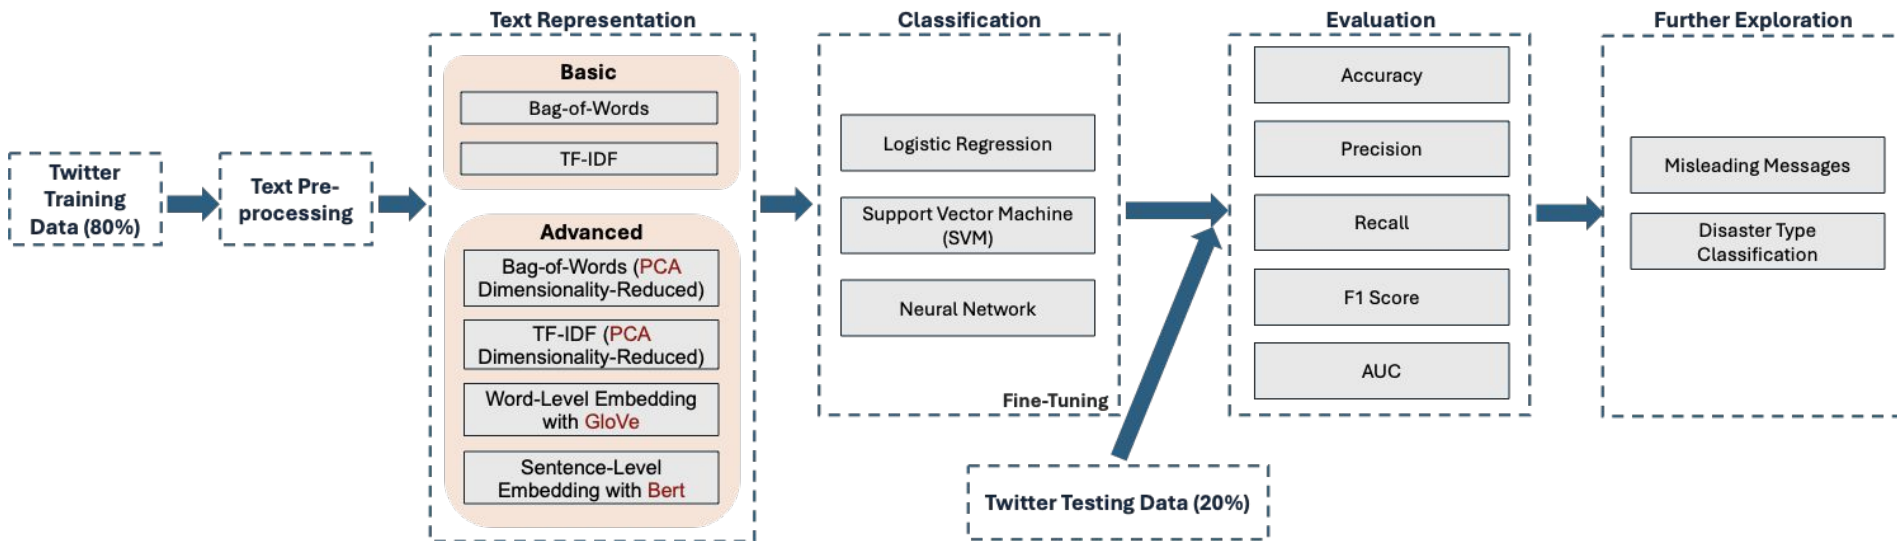 Twitter
Training
Data (80%)
Text Pre-
processing
Text Representation
Basic
Bag-of-Words
TF-IDF
Advanced
Bag-of-Words (PCA
Dimensionality-Reduced)
TF-IDF (PCA
Dimensionality-Reduced)
Word-Level Embedding
with GloVe
Sentence-Level
Embedding with Bert
Classification
Logistic Regression
Support Vector Machine
(SVM)
Neural Network
Fine-Tuning
Twitter Testing Data (20%)
Evaluation
Accuracy
Precision
Recall
F1 Score
AUC
Further Exploration
Misleading Messages
Disaster Type
Classification